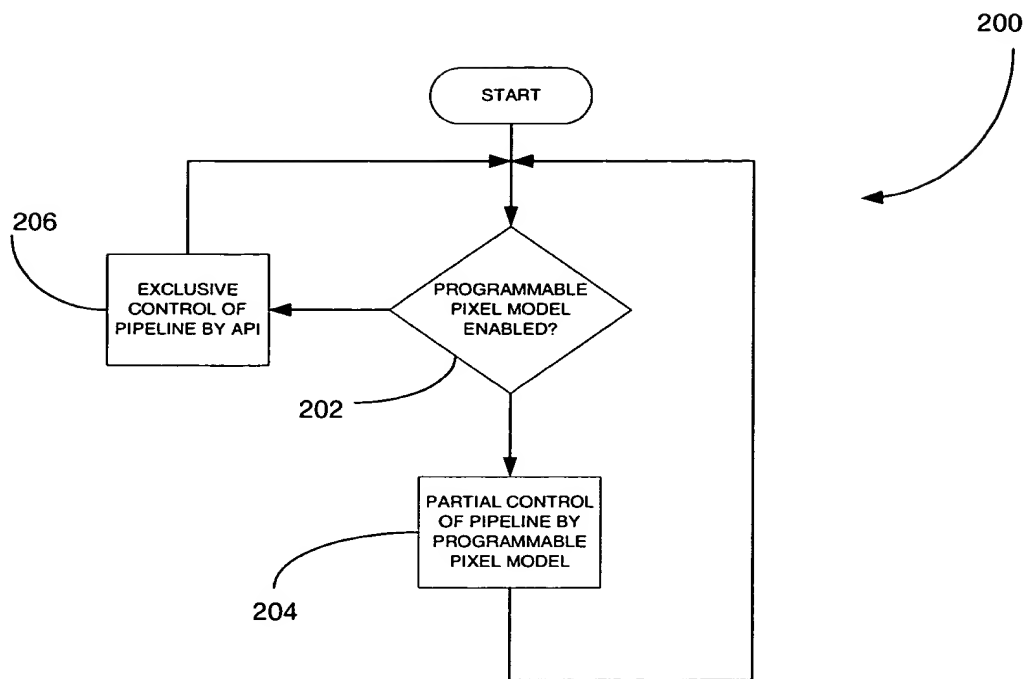 200
START
206
EXCLUSIVE
CONTROL OF
PIPELINE BY API
PROGRAMMABLE
PIXEL MODEL
ENABLED?
202
PARTIAL CONTROL
OF PIPELINE BY
PROGRAMMABLE
PIXEL MODEL
204